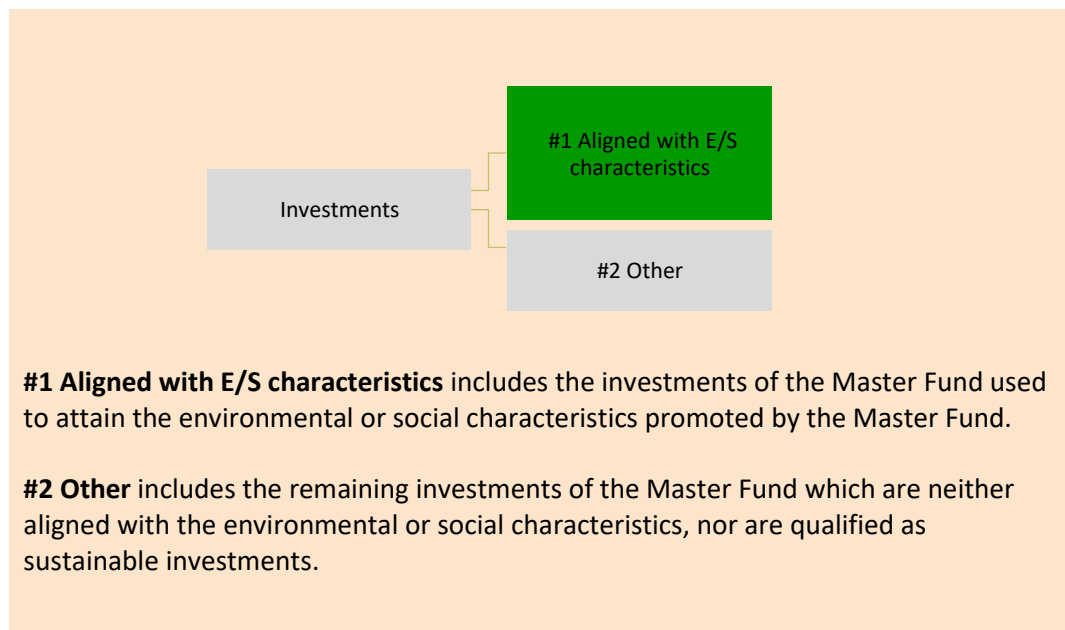 #1 Aligned with E/S
characteristics
Investments
#2 Other
#1 Aligned with E/S characteristics includes the investments of the Master Fund used
to attain the environmental or social characteristics promoted by the Master Fund.
#2 Other includes the remaining investments of the Master Fund which are neither
aligned with the environmental or social characteristics, nor are qualified as
sustainable investments.